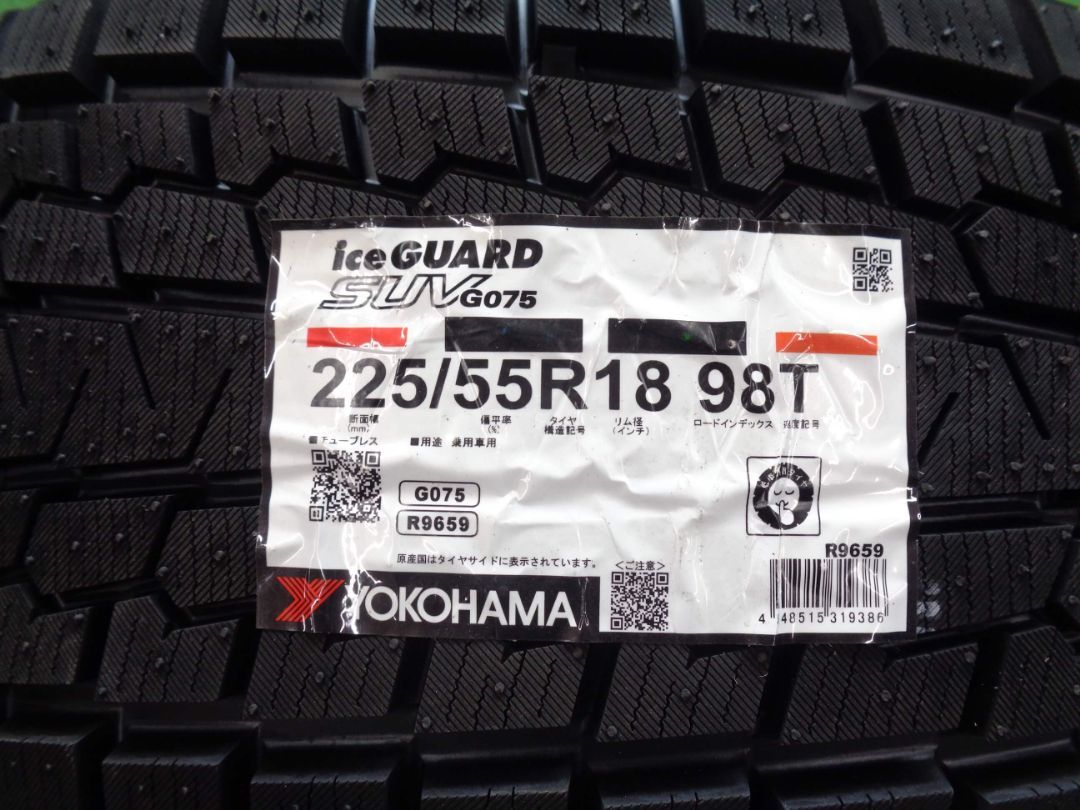 iceGUARD
SUV G075
225/55R18 98T
断面幅 偏平率 タイヤ リム径 ロードインデックス 速度記号
(mm) (%) 構造記号 (インチ)
■チューブレス ■用途 乗用車用
G075
R9659
原産国はタイヤサイドに表示されています。
<ご注意>
YOKOHAMA
R9659
4 148515 319386